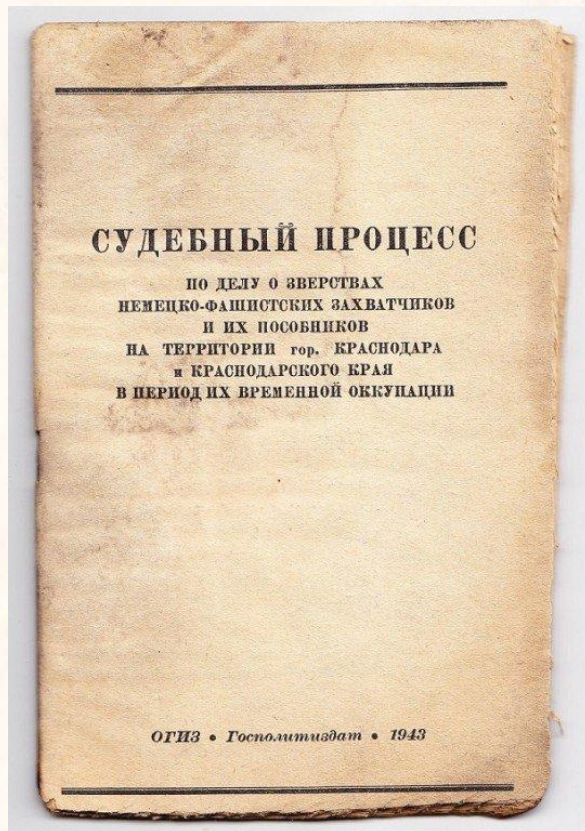 СУДЕБНЫЙ ПРОЦЕСС
ПО ДЕЛУ О ЗВЕРСТВАХ
НЕМЕЦКО-ФАШИСТСКИХ ЗАХВАТЧИКОВ
И ИХ ПОСОБНИКОВ
НА ТЕРРИТОРИИ гор. КРАСНОДАРА
и КРАСНОДАРСКОГО КРАЯ
В ПЕРИОД ИХ ВРЕМЕННОЙ ОККУПАЦИИ
ОГИЗ • Госполитиздат • 1943